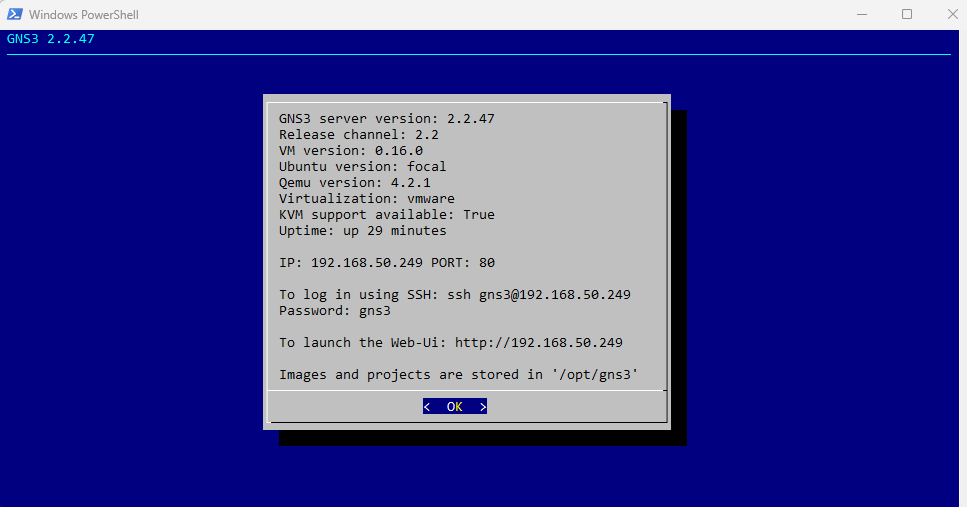 Windows PowerShell
GNS3 2.2.47
GNS3 server version: 2.2.47
Release channel: 2.2
VM version: 0.16.0
Ubuntu version: focal
Qemu version: 4.2.1
Virtualization: vmware
KVM support available: True
Uptime: up 29 minutes
IP: 192.168.50.249 PORT: 80
To log in using SSH: ssh gns3@192.168.50.249
Password: gns3
To launch the Web-Ui: http://192.168.50.249
Images and projects are stored in '/opt/gns3'
<  OK  >